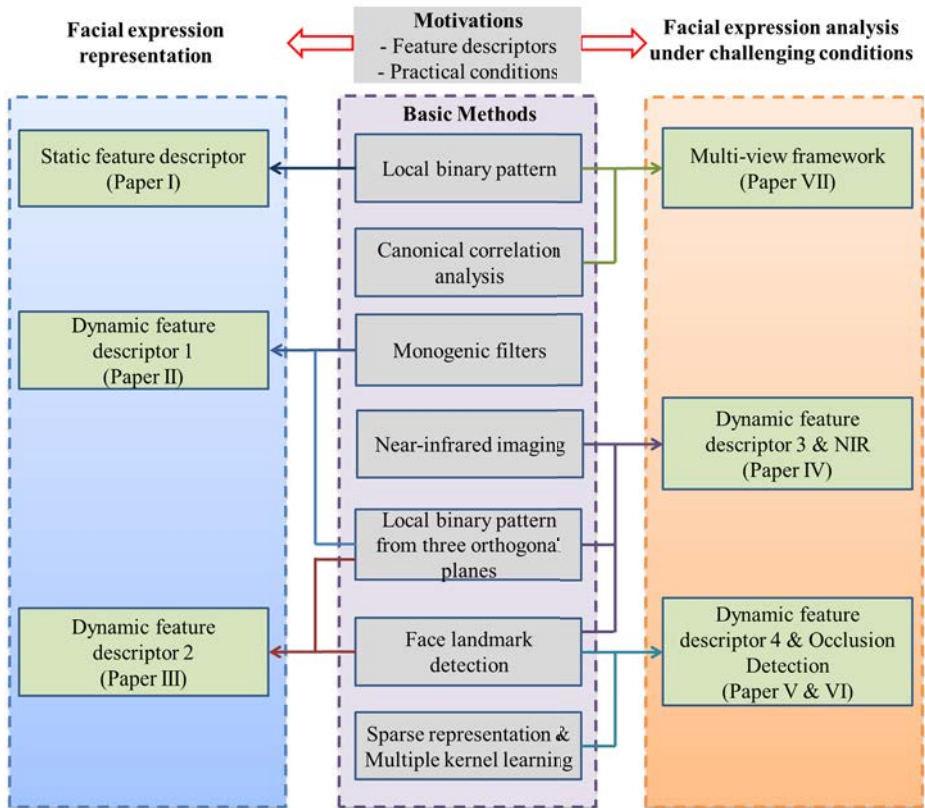 Facial expression
representation
Motivations
- Feature descriptors
- Practical conditions
Facial expression analysis
under challenging conditions
Basic Methods
Static feature descriptor
(Paper I)
Local binary pattern
Multi-view framework
(Paper VII)
Canonical correlation
analysis
Dynamic feature
descriptor 1
(Paper II)
Monogenic filters
Near-infrared imaging
Dynamic feature
descriptor 3 & NIR
(Paper IV)
Local binary pattern
from three orthogonal
planes
Dynamic feature
descriptor 2
(Paper III)
Face landmark
detection
Dynamic feature
descriptor 4 & Occlusion
Detection
(Paper V & VI)
Sparse representation &
Multiple kernel learning